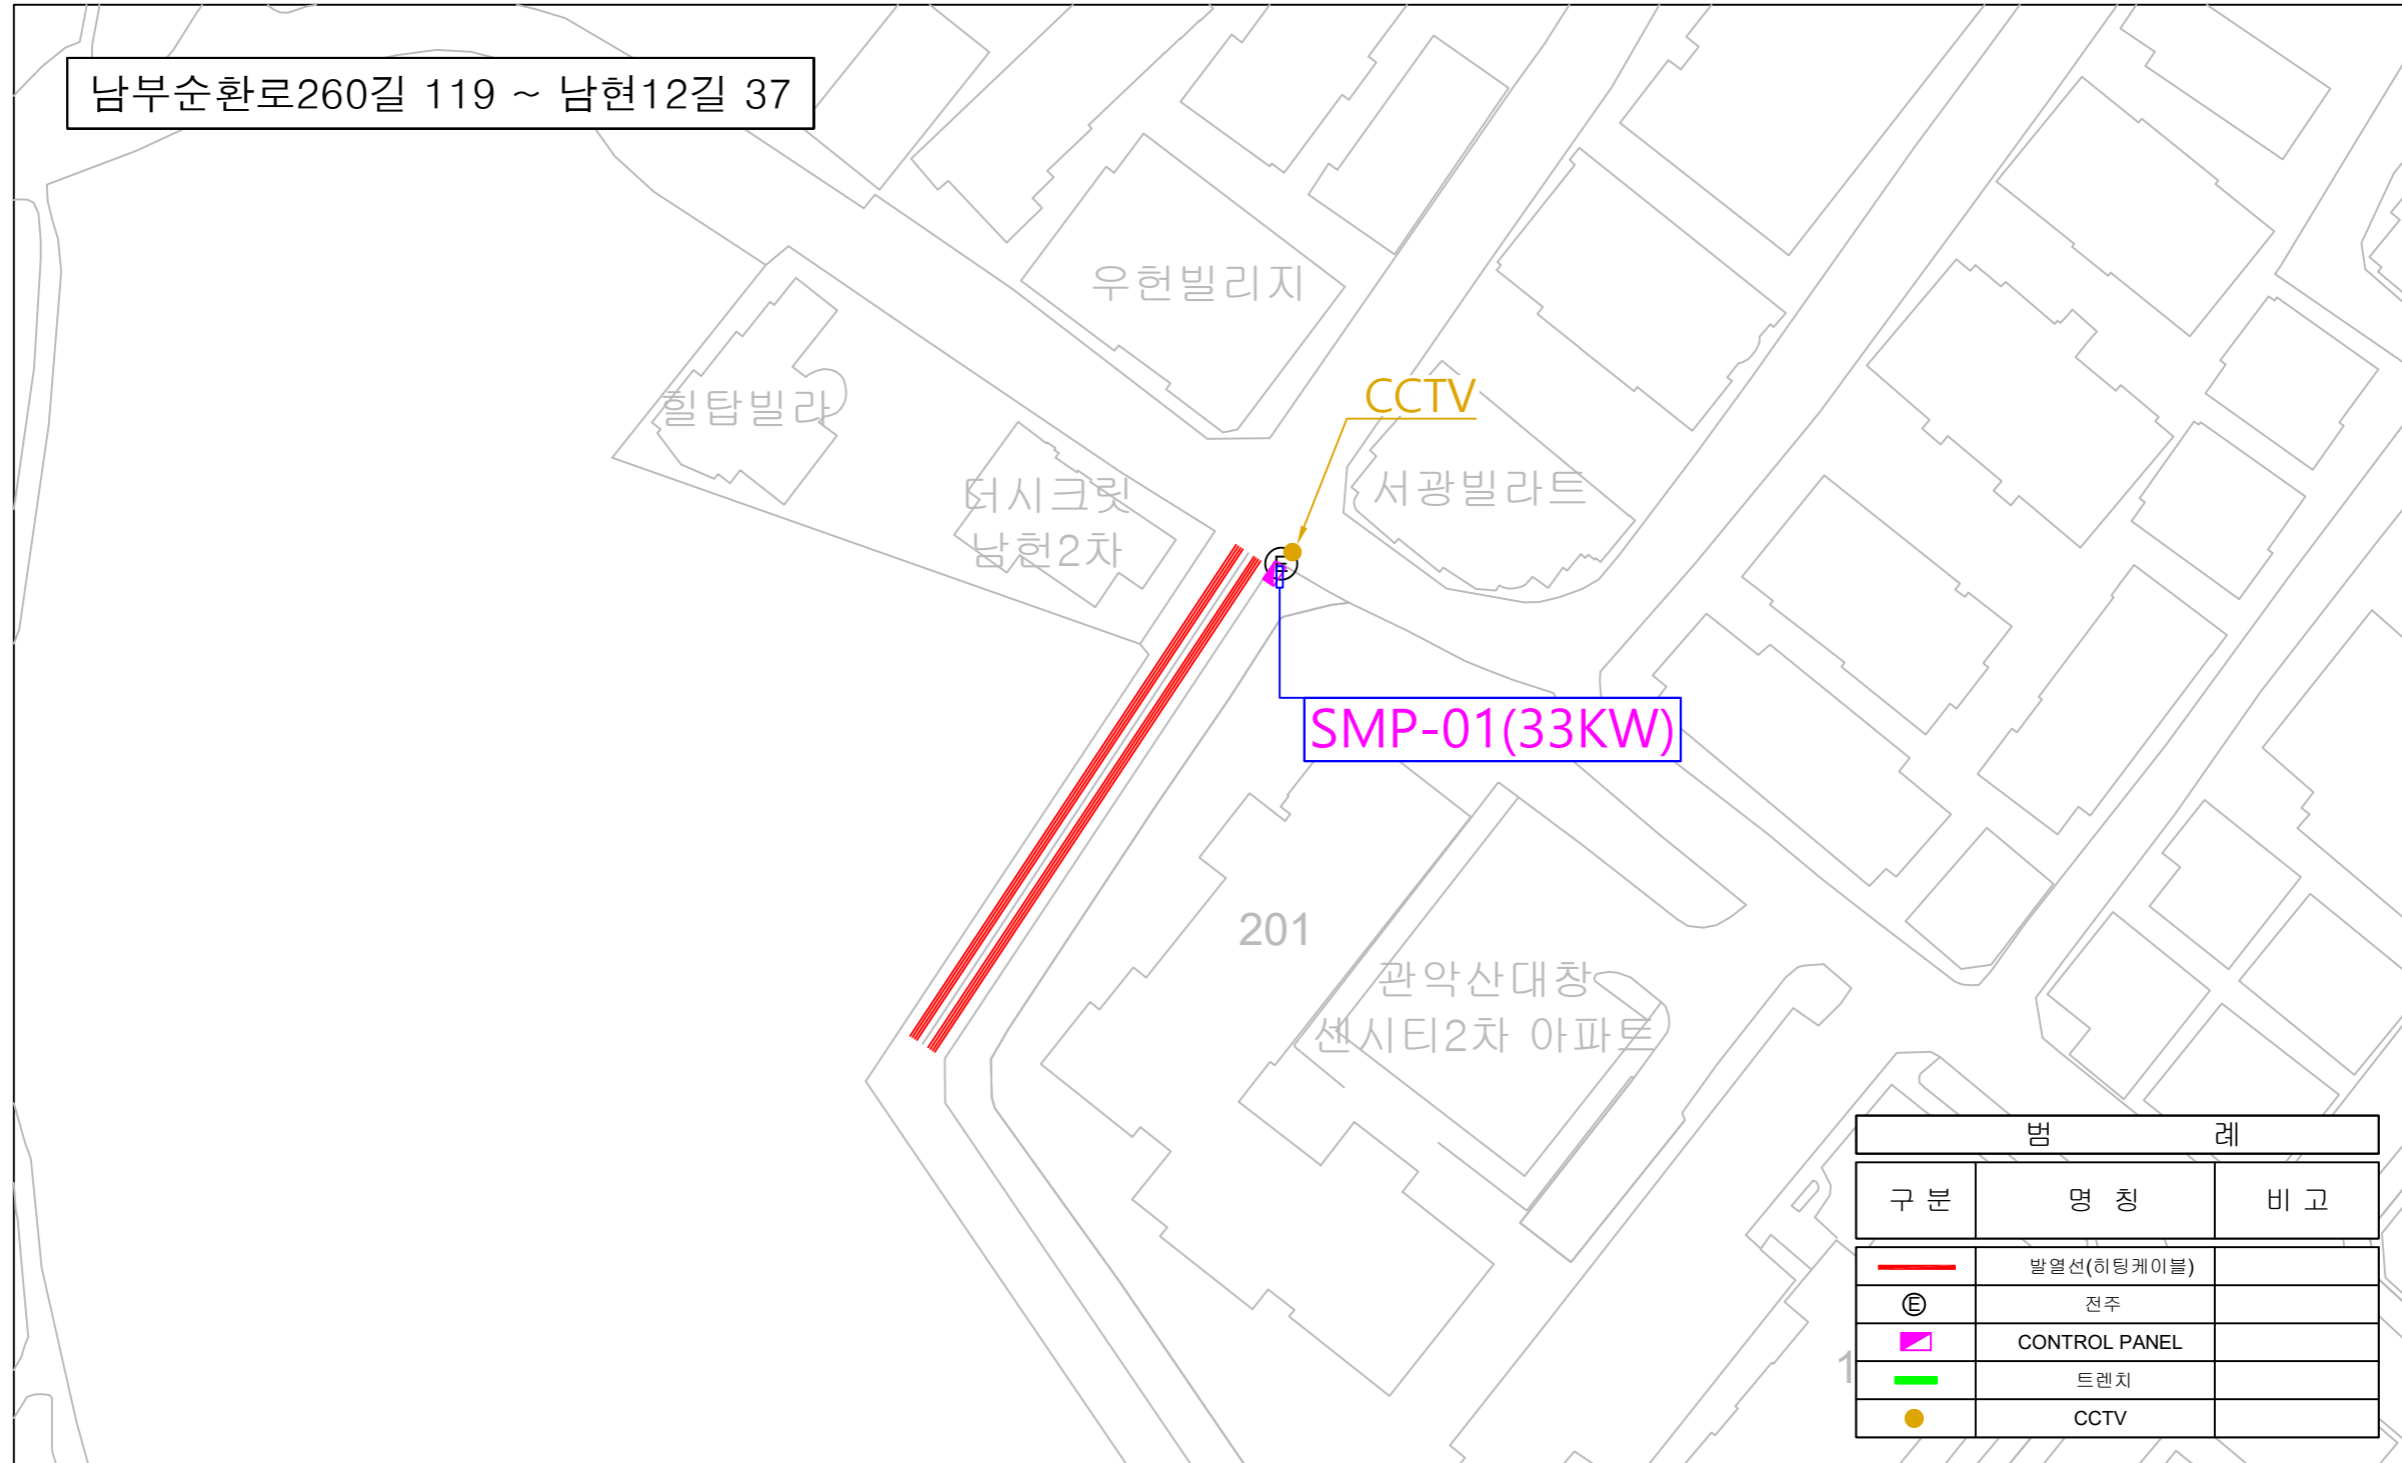 남부순환로260길 119 ~ 남현12길 37
우헌빌리지
힐탑빌라
CCTV
더시크릿
남현2차
서광빌라트
E
SMP-01(33KW)
201
관악산대창
센시티2차 아파트
범 례
구 분 명 칭 비 고
발열선(히팅케이블)
E 전주
CONTROL PANEL
트렌치
CCTV
1